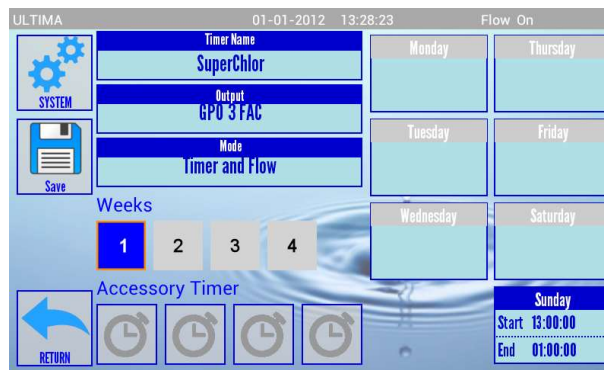 ULTIMA 01-01-2012 13:28:23 Flow On
SYSTEM
Save
RETURN
Timer Name
SuperChlor
Output
GPO 3 FAC
Mode
Timer and Flow
Weeks
1 2 3 4
Accessory Timer
Monday
Thursday
Tuesday
Friday
Wednesday
Saturday
Sunday
Start 13:00:00
End 01:00:00